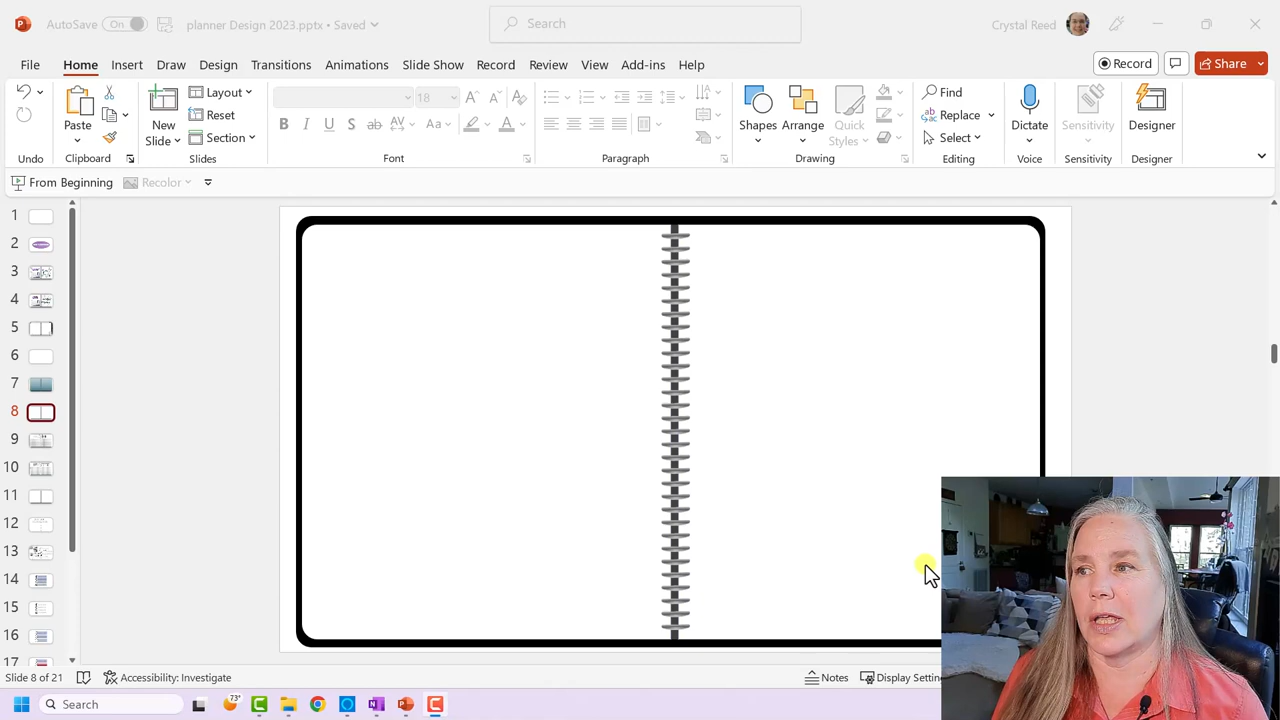 AutoSave On planner Design 2023.pptx • Saved Search Crystal Reed
File Home Insert Draw Design Transitions Animations Slide Show Record Review View Add-ins Help Record Share
Undo
Paste
Clipboard
New
Slide
Layout
Reset
Section
Slides
18
B I U S ab AV Aa A
Font
Paragraph
Shapes Arrange Quick
Styles
Drawing
Find
Replace
Select
Editing
Dictate
Voice
Sensitivity
Sensitivity
Designer
Designer
From Beginning Recolor
1
2
3
4
5
6
7
8
9
10
11
12
13
14
15
16
17
Slide 8 of 21 Accessibility: Investigate Notes Display Settin
Search 73°